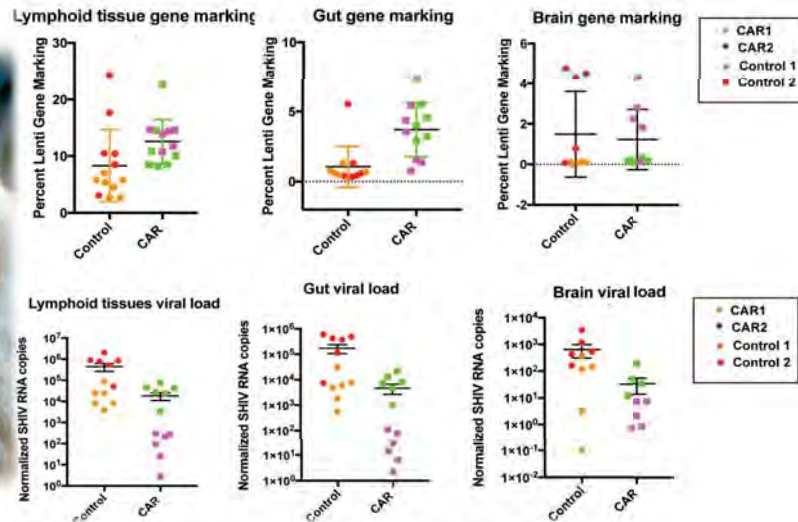 Lymphoid tissue gene marking
Percent Lenti Gene Marking
30
20
10
0
Control
CAR
Gut gene marking
Percent Lenti Gene Marking
10
5
0
Control
CAR
Brain gene marking
Percent Lenti Gene Marking
6
4
2
0
-2
Control
CAR
CAR1
CAR2
Control 1
Control 2
Lymphoid tissues viral load
Normalized SHIV RNA copies
10⁷
10⁶
10⁵
10⁴
10³
10²
10¹
10⁰
Control
CAR
Gut viral load
Normalized SHIV RNA copies
1×10⁶
1×10⁵
1×10⁴
1×10³
1×10²
1×10¹
1×10⁰
Control
CAR
Brain viral load
Normalized SHIV RNA copies
1×10⁴
1×10³
1×10²
1×10¹
1×10⁰
1×10⁻¹
1×10⁻²
Control
CAR
CAR1
CAR2
Control 1
Control 2